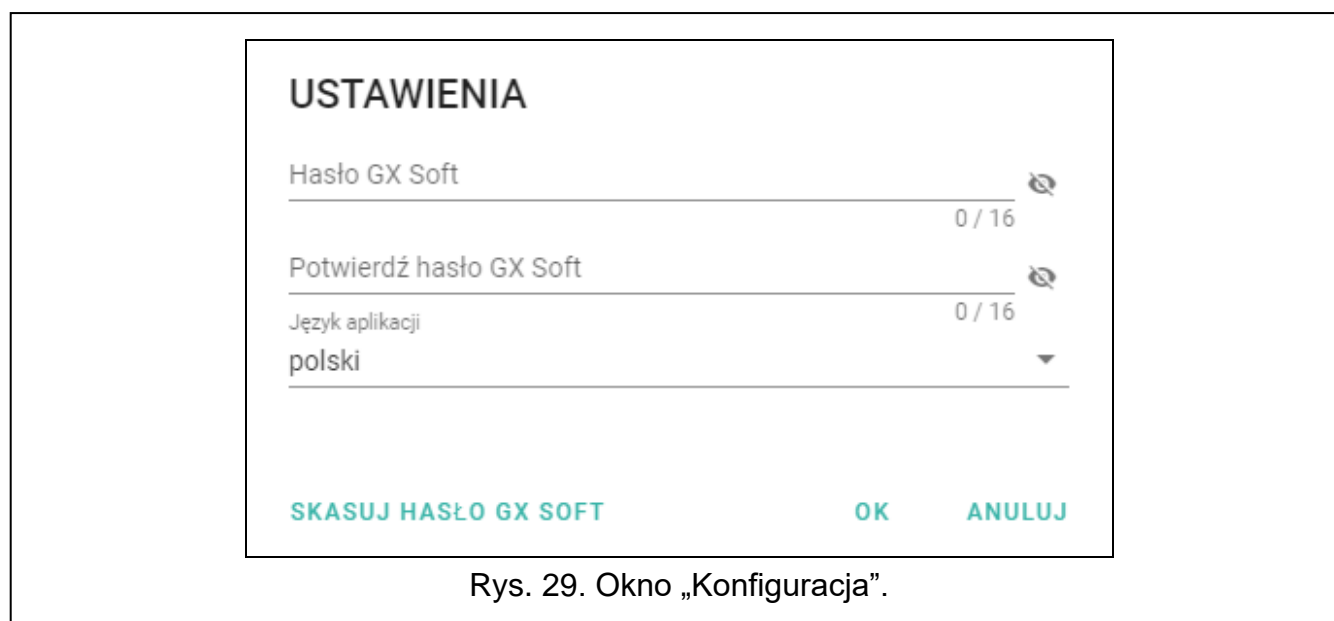 USTAWIENIA
Hasło GX Soft
0 / 16
Potwierdź hasło GX Soft
0 / 16
Język aplikacji
polski
SKASUJ HASŁO GX SOFT OK ANULUJ
Rys. 29. Okno „Konfiguracja”.